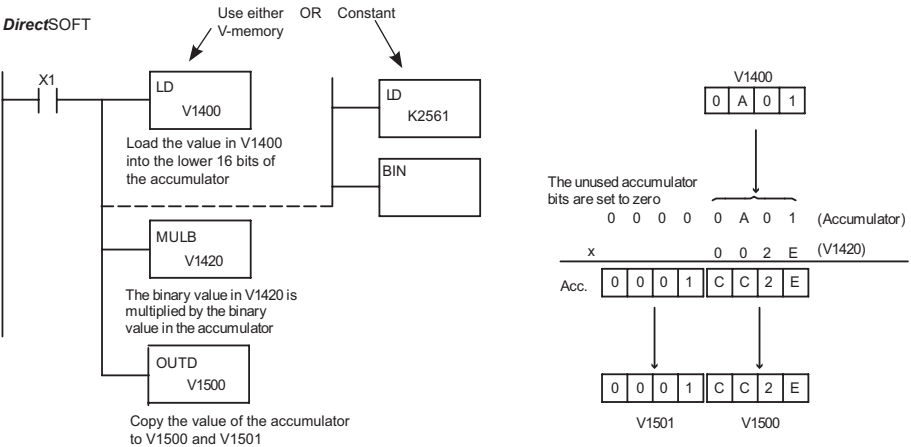 DirectSOFT
Use either OR Constant
V-memory
X1
LD
V1400
Load the value in V1400
into the lower 16 bits of
the accumulator
LD
K2561
BIN
MULB
V1420
The binary value in V1420 is
multiplied by the binary
value in the accumulator
OUTD
V1500
Copy the value of the accumulator
to V1500 and V1501
V1400
0 A 0 1
The unused accumulator
bits are set to zero
0 0 0 0 0 A 0 1 (Accumulator)
x 0 0 2 E (V1420)
Acc. 0 0 0 1 C C 2 E
0 0 0 1 C C 2 E
V1501 V1500